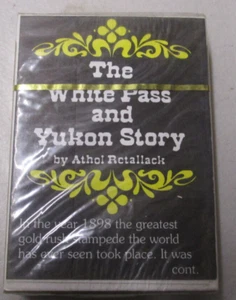 The
White Pass
and
Yukon Story
by Athol Retallack
In the year 1898 the greatest
gold rush stampede the world
has ever seen took place. It was
cont.